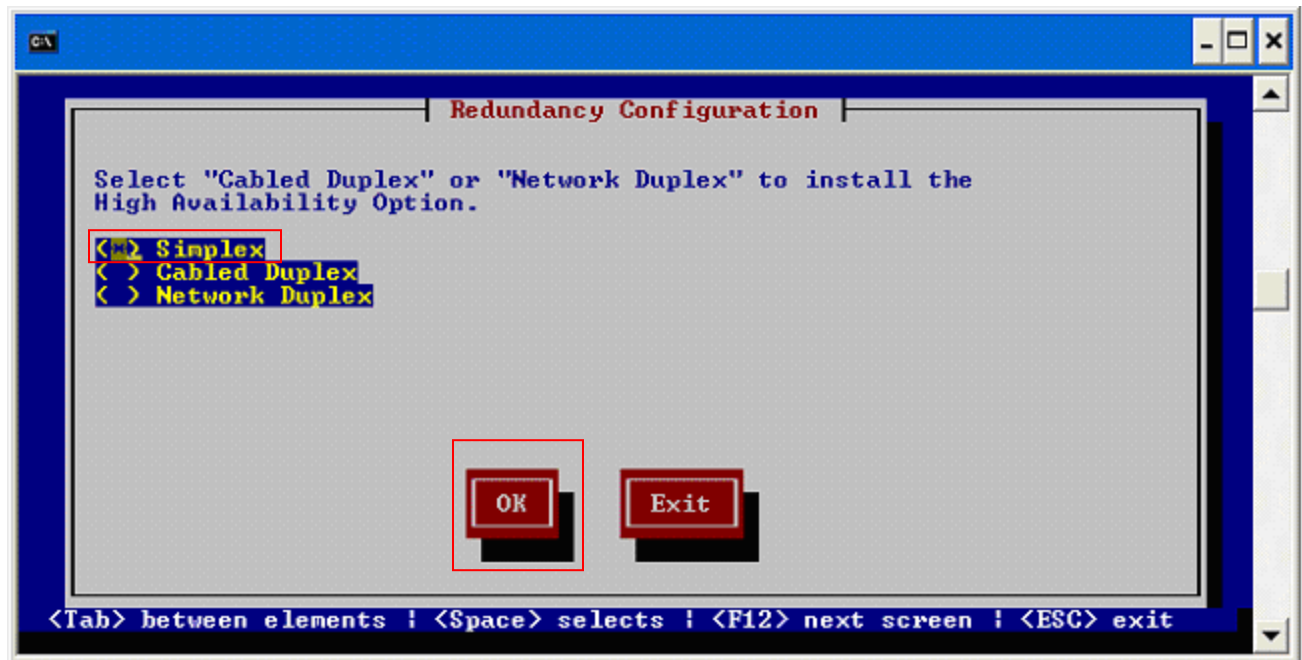 C:\
Redundancy Configuration
Select "Cabled Duplex" or "Network Duplex" to install the
High Availability Option.
(*) Simplex
( ) Cabled Duplex
( ) Network Duplex
OK
Exit
<Tab> between elements ¦ <Space> selects ¦ <F12> next screen ¦ <ESC> exit